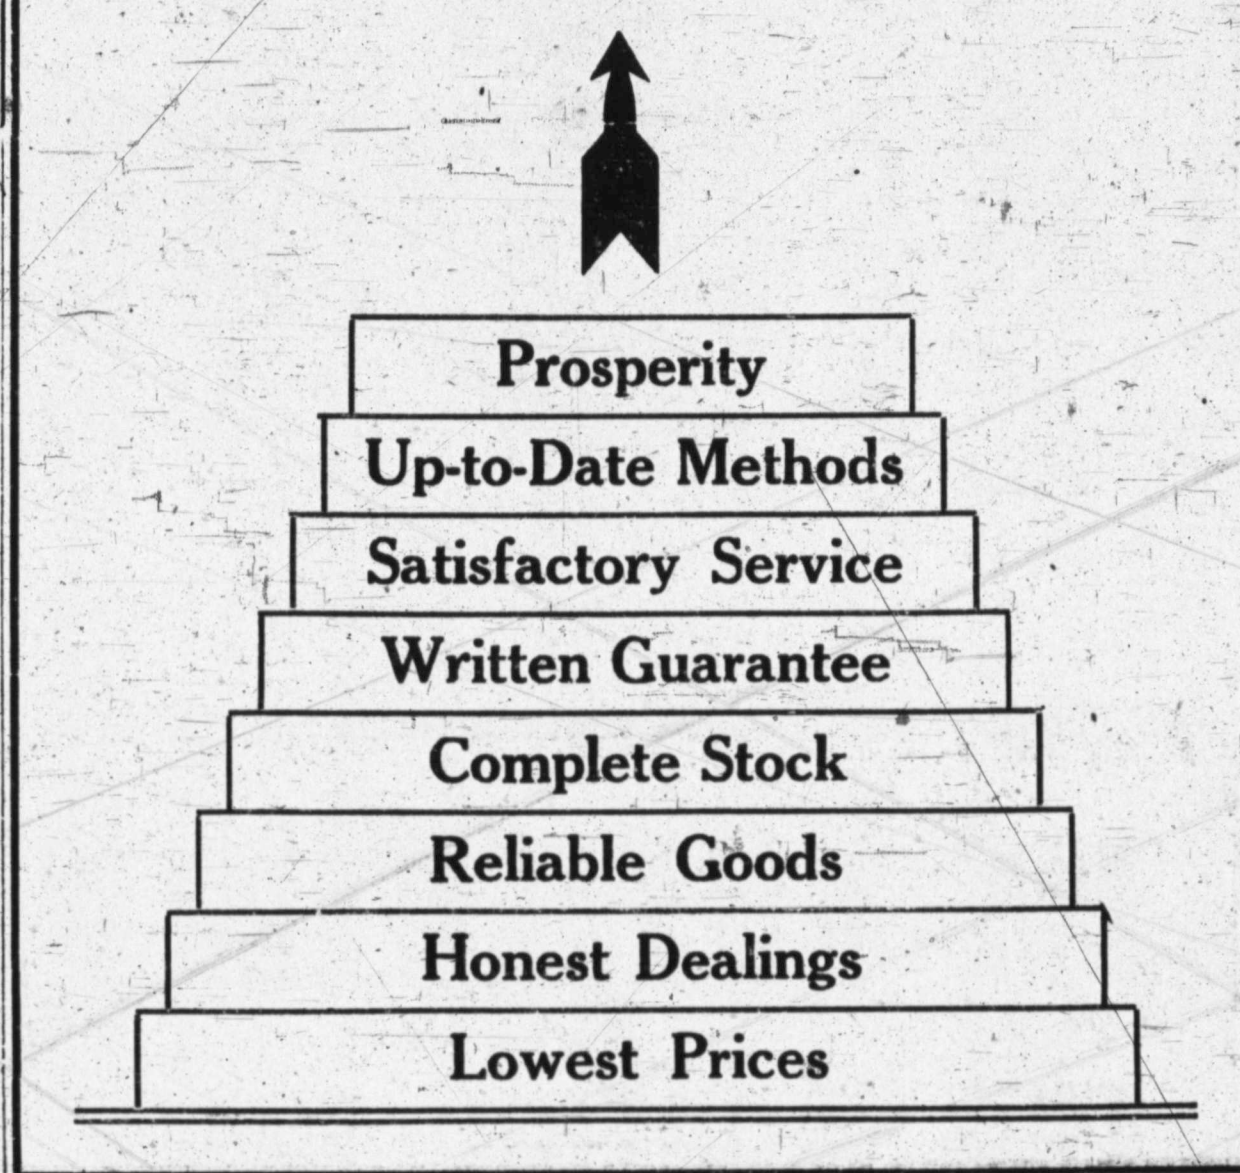 Prosperity
Up-to-Date Methods
Satisfactory Service
Written Guarantee
Complete Stock
Reliable Goods
Honest Dealings
Lowest Prices